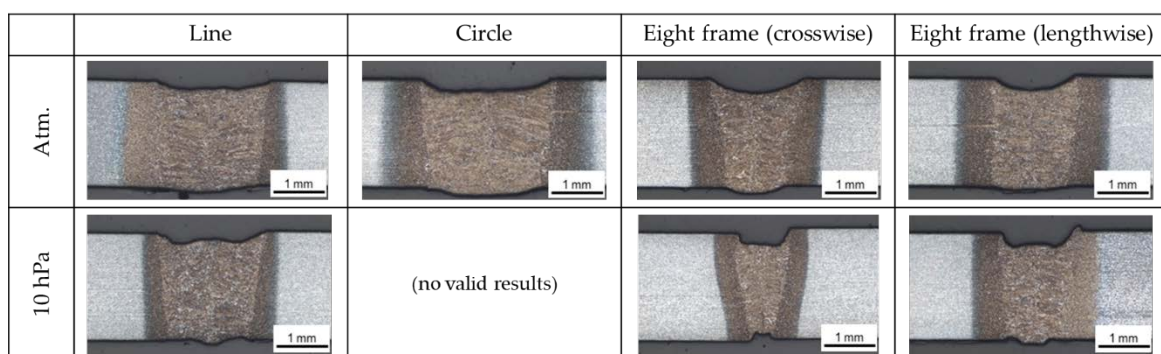 Line Circle Eight frame (crosswise) Eight frame (lengthwise)
Atm.
1 mm 1 mm 1 mm 1 mm
10 hPa
(no valid results)
1 mm 1 mm 1 mm